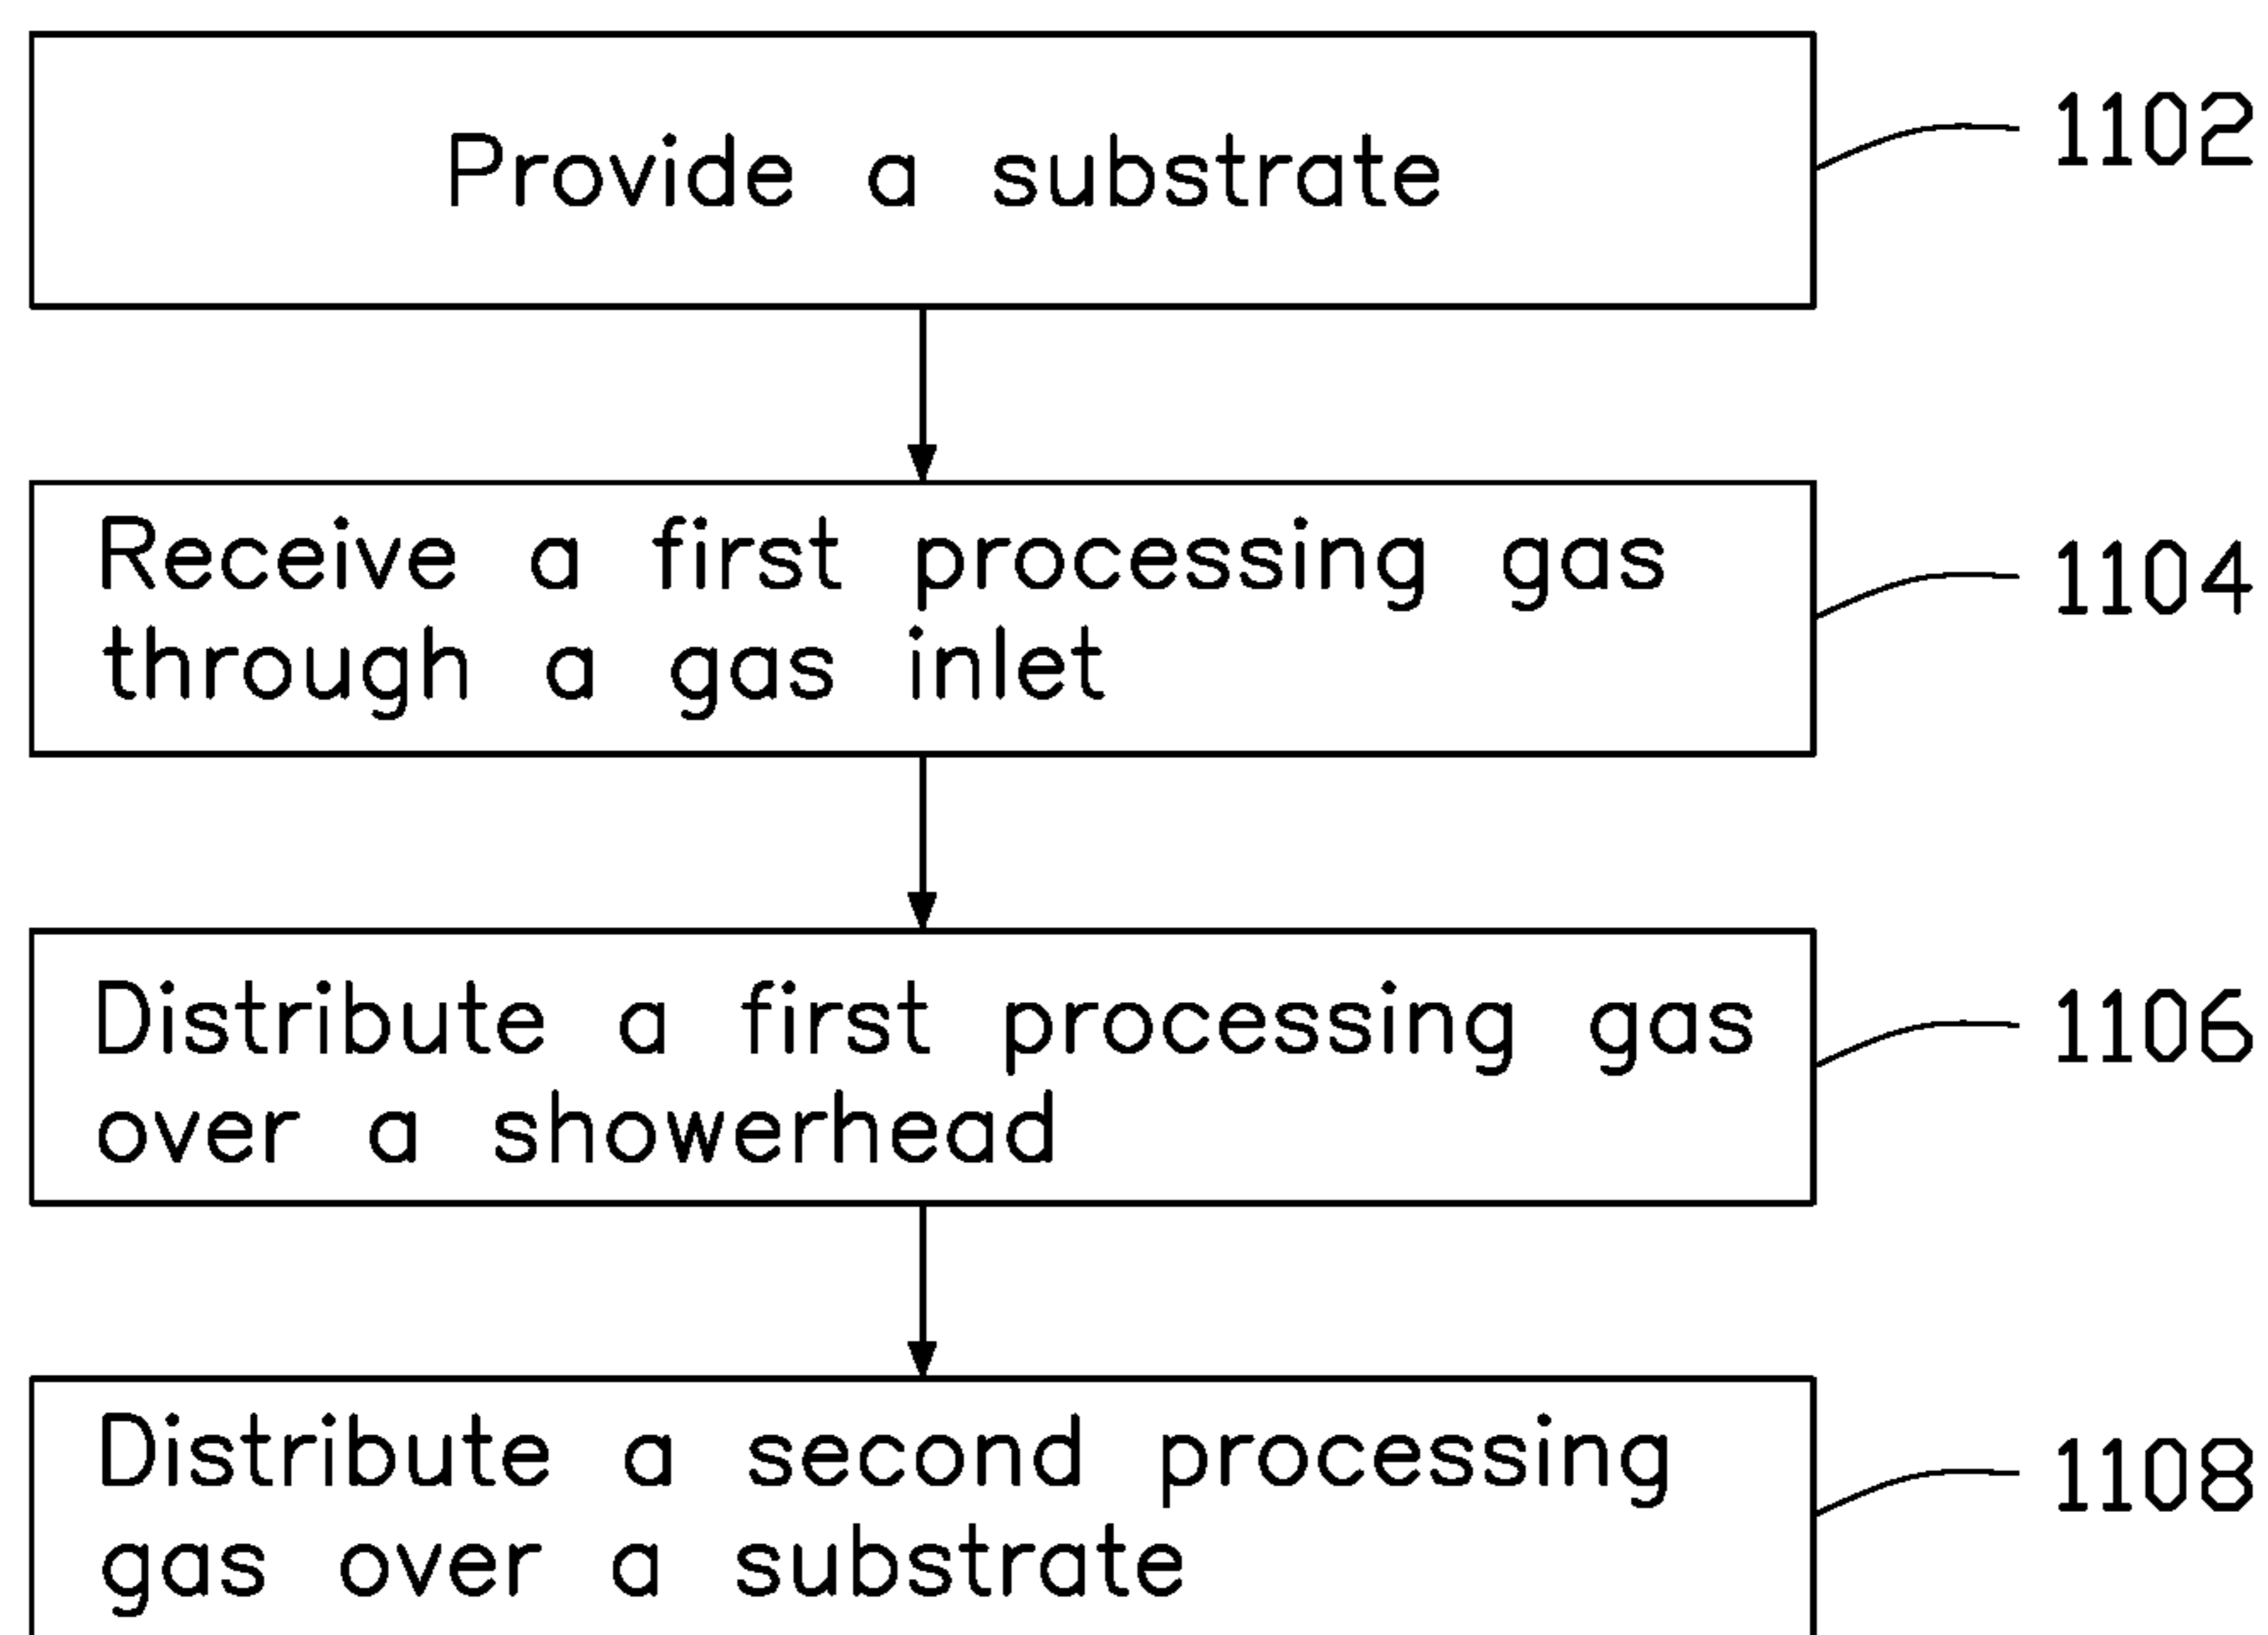 Provide a substrate
1102
Receive a first processing gas
through a gas inlet
1104
Distribute a first processing gas
over a showerhead
1106
Distribute a second processing
gas over a substrate
1108